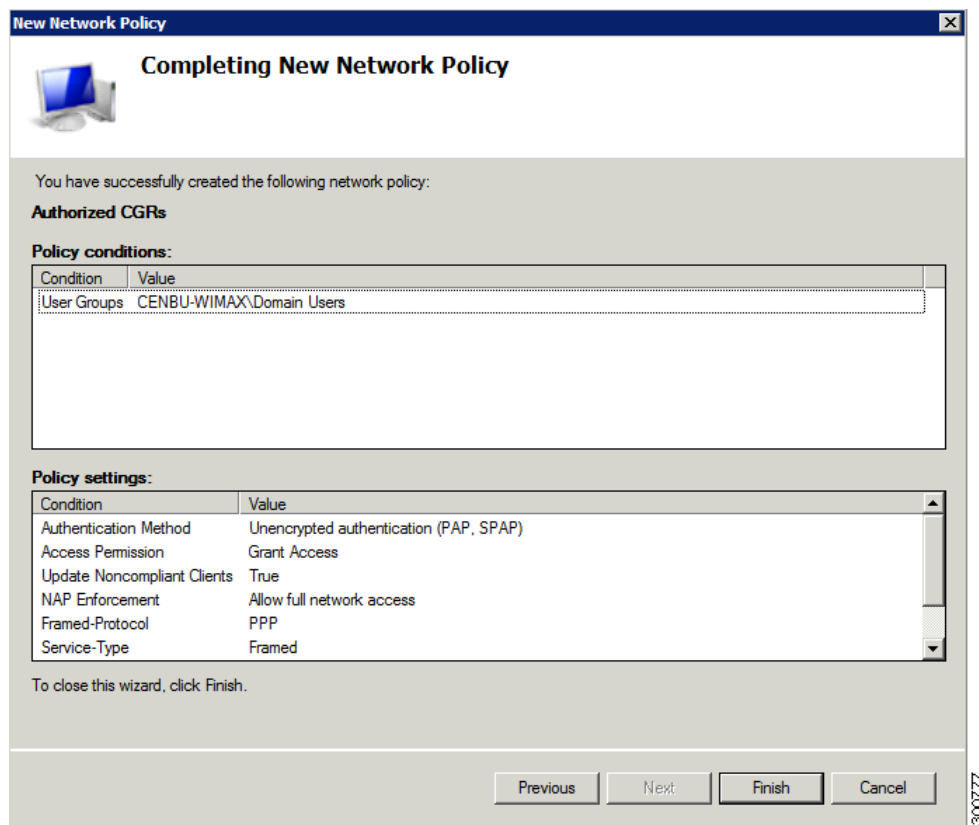 New Network Policy
Completing New Network Policy
You have successfully created the following network policy:
Authorized CGRs
Policy conditions:
Condition Value
User Groups CENBU-WIMAX\Domain Users
Policy settings:
Condition Value
Authentication Method Unencrypted authentication (PAP, SPAP)
Access Permission Grant Access
Update Noncompliant Clients True
NAP Enforcement Allow full network access
Framed-Protocol PPP
Service-Type Framed
To close this wizard, click Finish.
Previous Next Finish Cancel